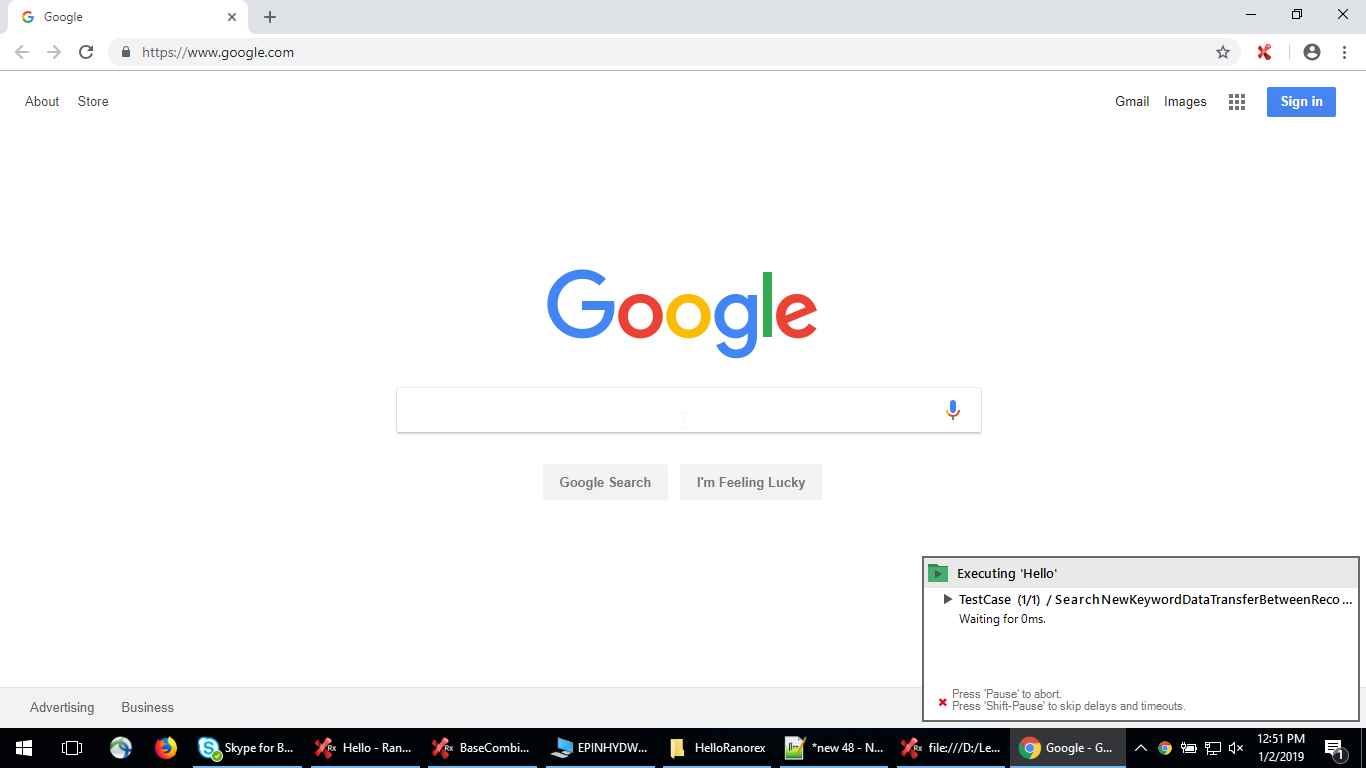 Google
https://www.google.com
About Store
Gmail Images Sign in
Google
Google Search I'm Feeling Lucky
Executing 'Hello'
TestCase (1/1) / SearchNewKeywordDataTransferBetweenReco...
Waiting for 0ms.
Press 'Pause' to abort.
Press 'Shift-Pause' to skip delays and timeouts.
Advertising Business
Skype for B... Hello - Ran... BaseCombi... EPINHYDW... HelloRanorex *new 48 - N... file:///D:/Le... Google - G...
12:51 PM
1/2/2019
1